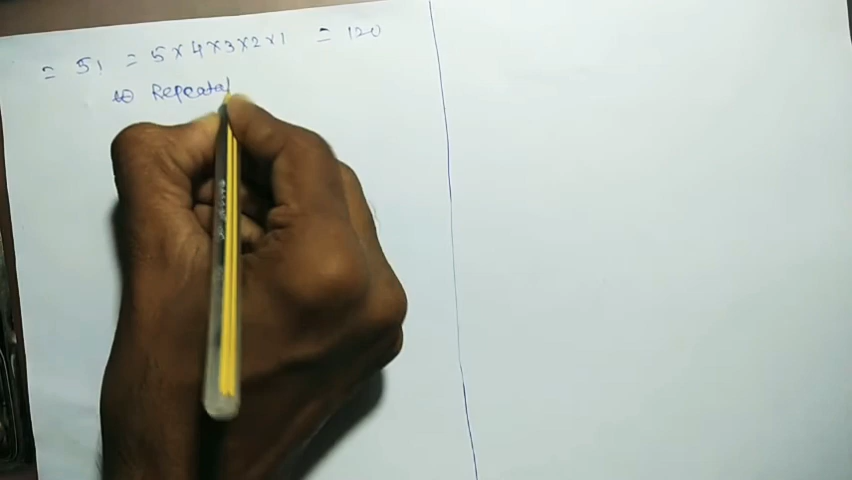 = 5! = 5×4×3×2×1 = 120
Repeated